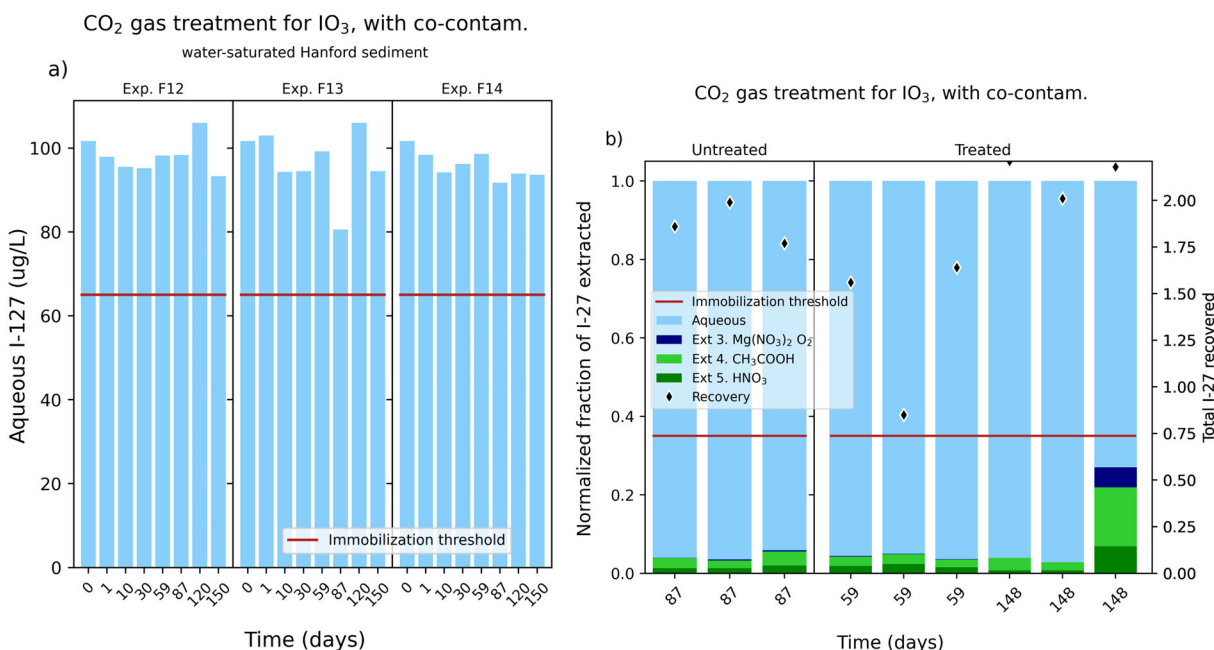 CO₂ gas treatment for IO₃, with co-contam.
water-saturated Hanford sediment
a)
Exp. F12 Exp. F13 Exp. F14
100
80
60
40
20
0
Aqueous I-127 (ug/L)
Immobilization threshold
0 1 10 30 59 87 120 150 0 1 10 30 59 87 120 150 0 1 10 30 59 87 120 150
Time (days)
CO₂ gas treatment for IO₃, with co-contam.
b)
Untreated Treated
1.0
0.8
0.6
0.4
0.2
0.0
Normalized fraction of I-27 extracted
Immobilization threshold
Aqueous
Ext 3. Mg(NO₃)₂ O₂⁻
Ext 4. CH₃COOH
Ext 5. HNO₃
Recovery
2.00
1.75
1.50
1.25
1.00
0.75
0.50
0.25
0.00
Total I-27 recovered
87 87 87 59 59 59 148 148 148
Time (days)